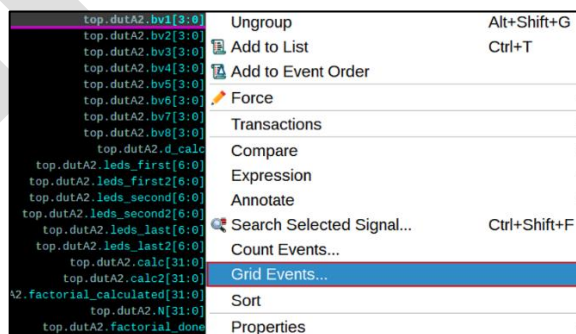 top.dutA2.bv1[3:0]
top.dutA2.bv2[3:0]
top.dutA2.bv3[3:0]
top.dutA2.bv4[3:0]
top.dutA2.bv5[3:0]
top.dutA2.bv6[3:0]
top.dutA2.bv7[3:0]
top.dutA2.bv8[3:0]
top.dutA2.d_calc
top.dutA2.leds_first[6:0]
top.dutA2.leds_first2[6:0]
top.dutA2.leds_second[6:0]
top.dutA2.leds_second2[6:0]
top.dutA2.leds_last[6:0]
top.dutA2.leds_last2[6:0]
top.dutA2.calc[31:0]
top.dutA2.calc2[31:0]
A2.factorial_calculated[31:0]
top.dutA2.N[31:0]
top.dutA2.factorial_done
Ungroup Alt+Shift+G
Add to List Ctrl+T
Add to Event Order
Force
Transactions
Compare
Expression
Annotate
Search Selected Signal... Ctrl+Shift+F
Count Events...
Grid Events...
Sort
Properties